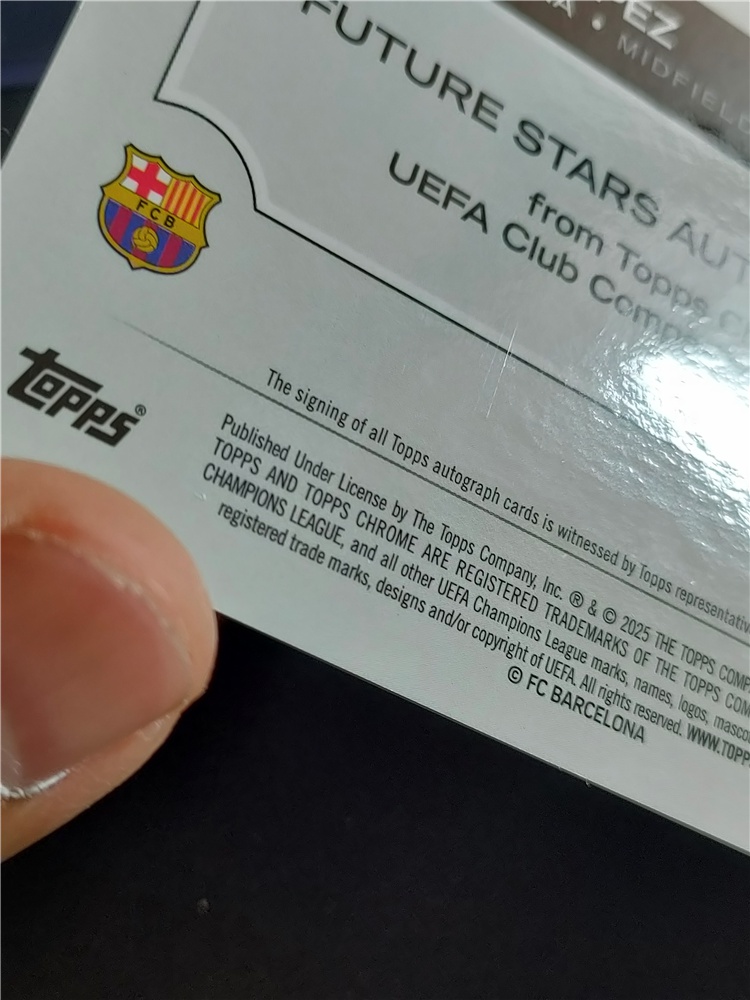 PEZ
A • MIDFIELD
FUTURE STARS AUT
from Topps C
UEFA Club Comp
FCB
TOPPS®
The signing of all Topps autograph cards is witnessed by Topps representativ
Published Under License by The Topps Company, Inc. ® & © 2025 THE TOPPS COMP
TOPPS AND TOPPS CHROME ARE REGISTERED TRADEMARKS OF THE TOPPS COM
CHAMPIONS LEAGUE, and all other UEFA Champions League marks, names, logos, masco
registered trade marks, designs and/or copyright of UEFA. All rights reserved. WWW.TOPP
© FC BARCELONA